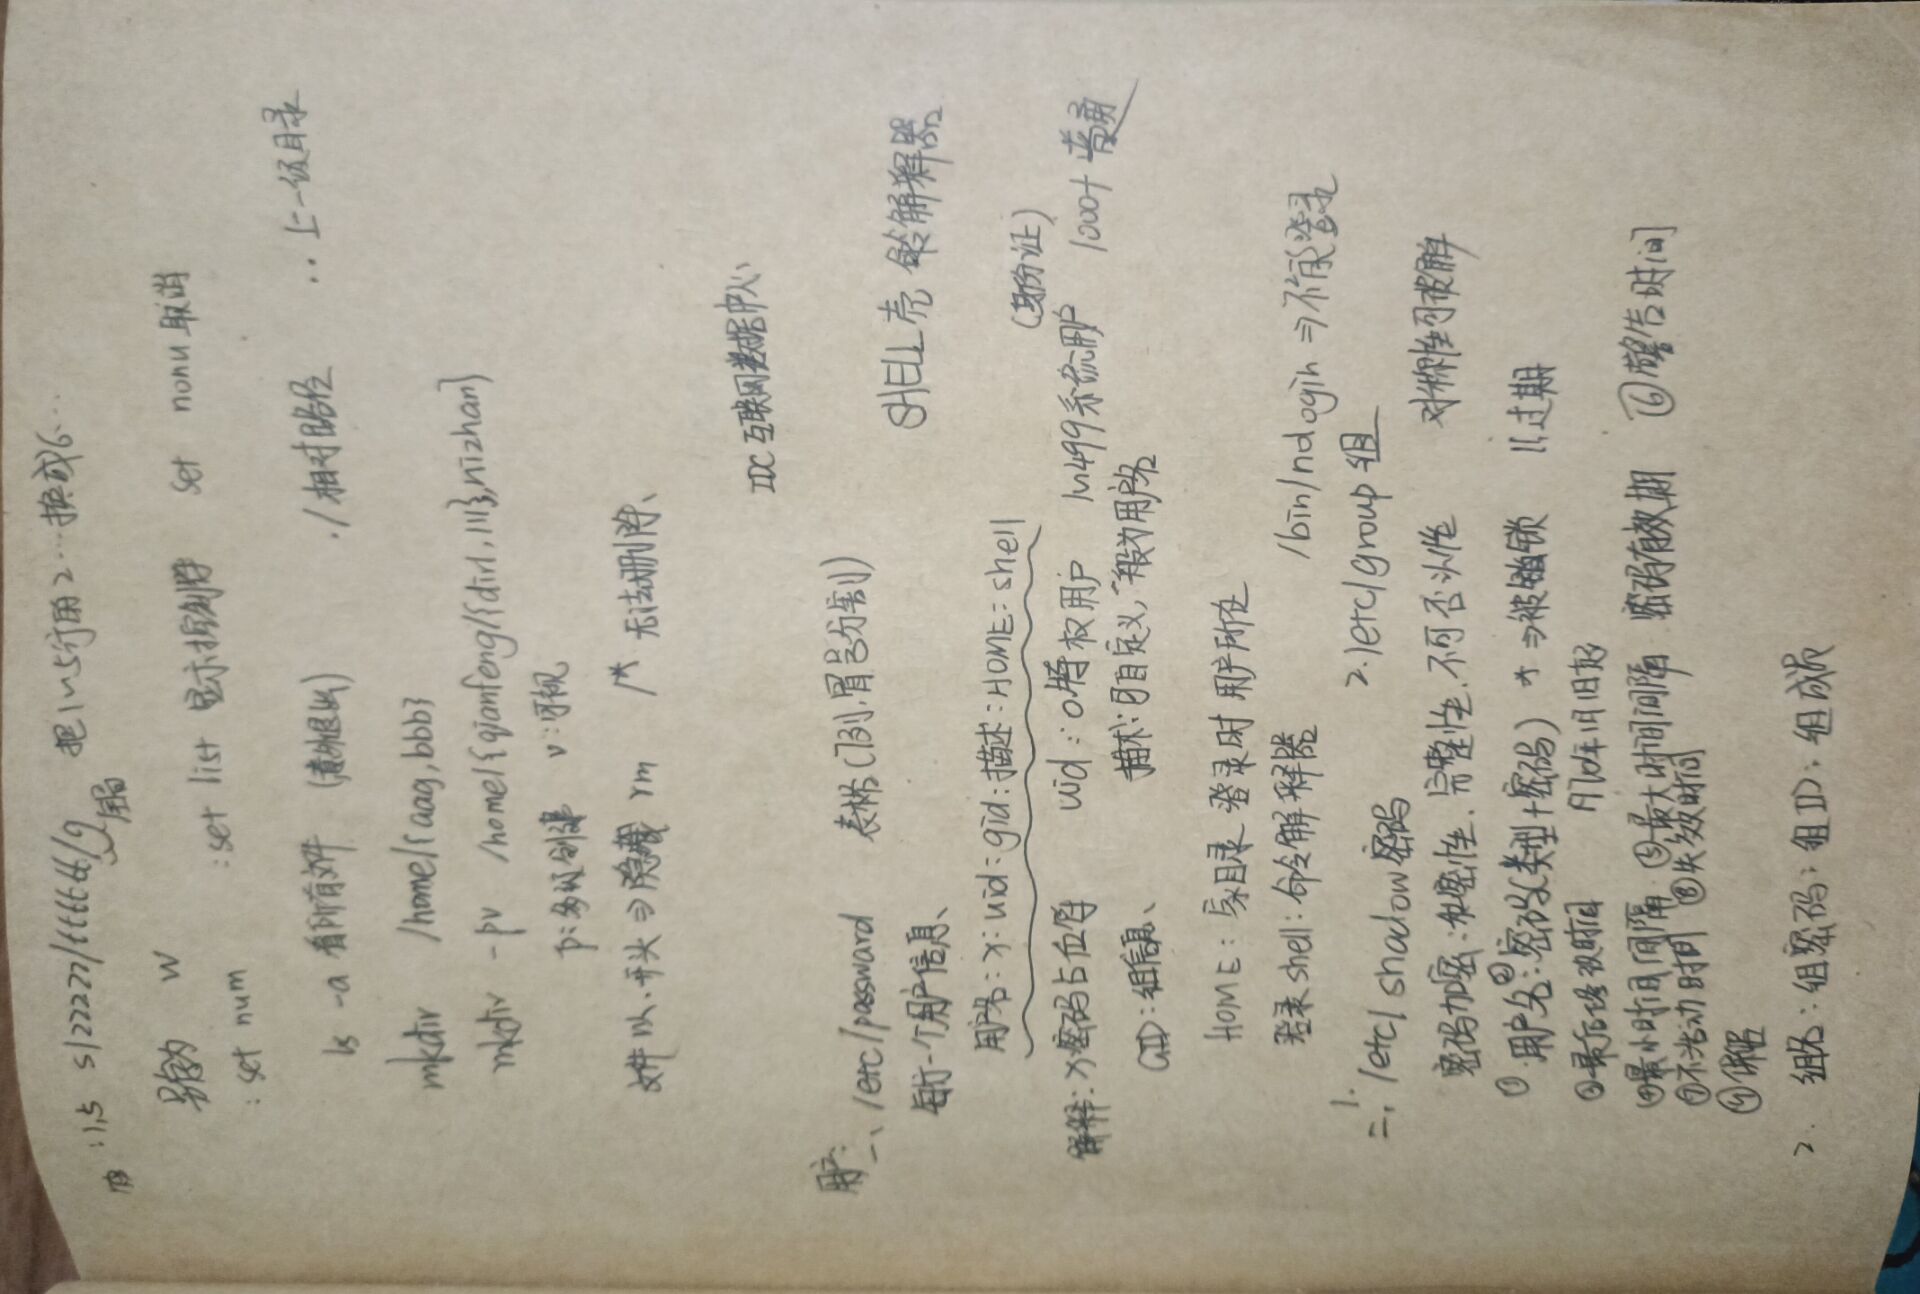 :1,5 s/22222/tttttt/g 把1~5行的2…换成6…
全局
另存为 w
:set num :set list 显示控制符 set nonu 取消
ls -a 看所有文件 (意外退出) ./相对路径 .. 上一级目录
mkdir /home/{aaa,bbb}
mkdir -pv /home/{qianfeng/{dir1,111},nizhan}
p:多级创建 v:可视
文件以.开头⇒隐藏 rm /* 无法删除、
IDC 互联网数据中心
用户:
一、/etc/passward 表格(7列,冒号分割)
每行一个用户信息、
SHELL 壳 命令解释器
用户名:x:uid:gid:描述:HOME:shell
(身份证)
解释:x密码占位符 uid:0特权用户 1~499系统用户 1000+ 普通
GID:组信息、 描述:可自定义,一般为用户名
HOME:家目录 登录时 用户所在
登录shell:命令解释器 /bin/nologin ⇒不能登录
二、1. /etc/shadow密码 2./etc/group 组
密码加密:私密性、完整性、不可否认性 对称性可破解
①用户名:②密码(类型+密码) * ⇒被锁 !!过期
③最后修改时间 1970年1月1日起
④最小时间间隔 ⑤最大时间间隔 密码有效期 ⑥警告时间
⑦不活动时间 ⑧失效时间
⑨保留
2. 组名:组密码:组ID:组成员